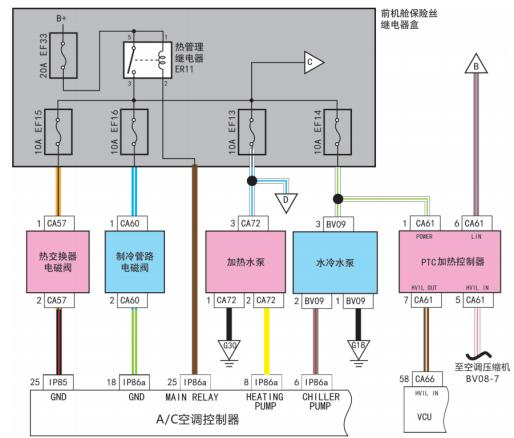 前机舱保险丝
继电器盒
B+
20A EF33
热管理
继电器
ER11
5
1
3
2
C
B
10A EF15
10A EF16
10A EF13
10A EF14
D
1 CA57
1 CA60
3 CA72
3 BV09
1 CA61
6 CA61
热交换器
电磁阀
制冷管路
电磁阀
加热水泵
水冷水泵
POWER
LIN
PTC加热控制器
HVIL OUT
HVIL IN
2 CA57
2 CA60
1 CA72
2 CA72
2 BV09
1 BV09
7 CA61
5 CA61
G30
G18
至空调压缩机
BV08-7
25 IP85
18 IP86a
25 IP86a
8 IP86a
6 IP86a
58 CA66
GND
GND
MAIN RELAY
HEATING
PUMP
CHILLER
PUMP
HVIL IN
VCU
A/C空调控制器